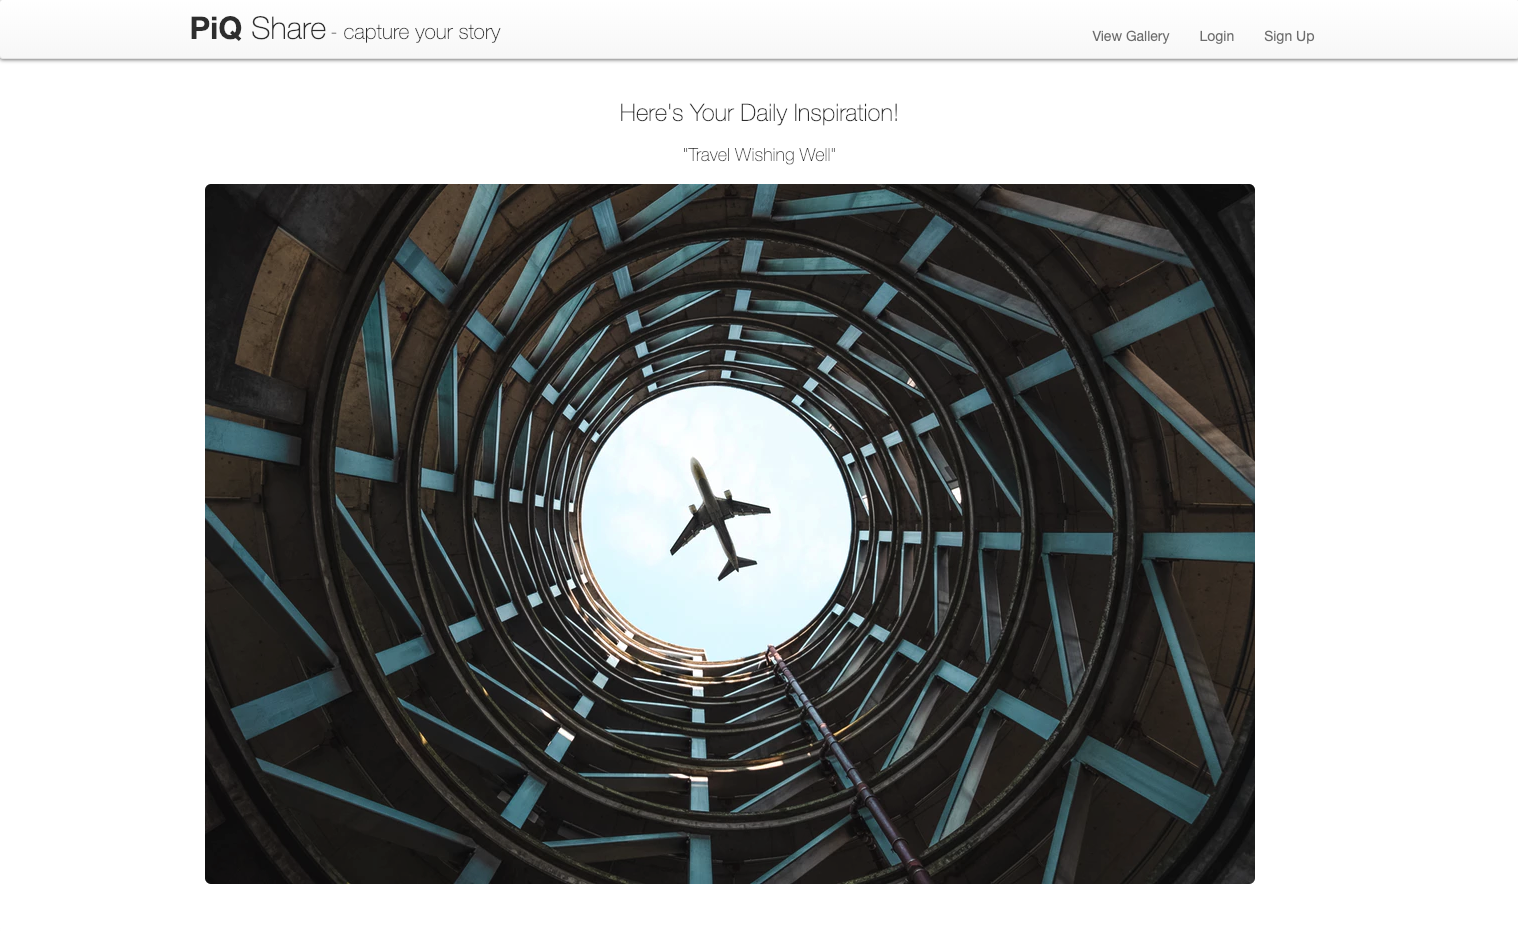 PiQ Share - capture your story
View Gallery Login Sign Up
Here's Your Daily Inspiration!
"Travel Wishing Well"